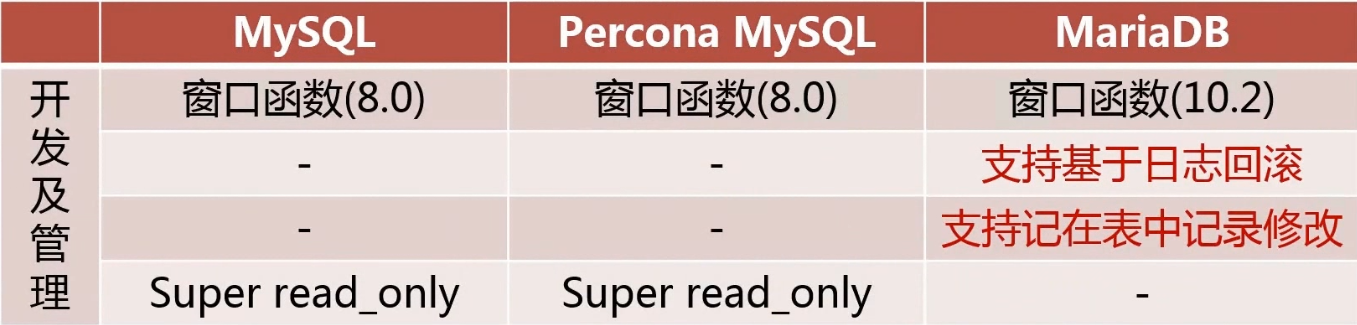 MySQL Percona MySQL MariaDB
开发及管理
窗口函数(8.0) 窗口函数(8.0) 窗口函数(10.2)
- - 支持基于日志回滚
- - 支持记在表中记录修改
Super read_only Super read_only -